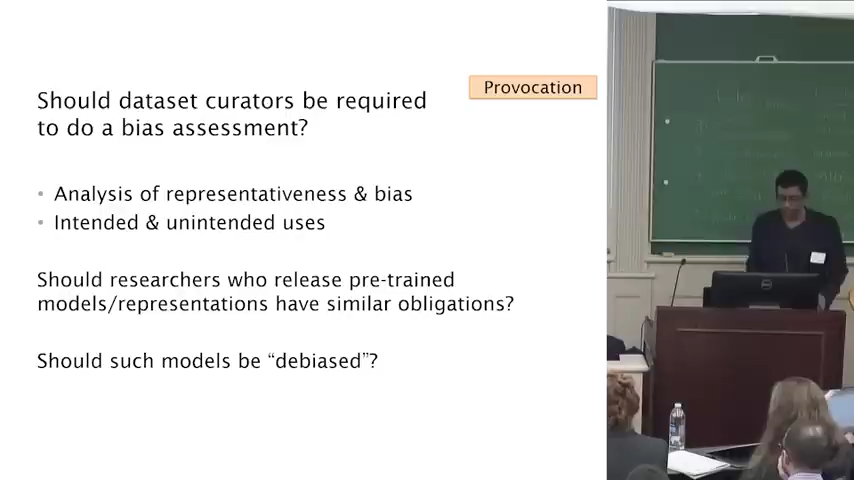 Provocation
Should dataset curators be required
to do a bias assessment?
• Analysis of representativeness & bias
• Intended & unintended uses
Should researchers who release pre-trained
models/representations have similar obligations?
Should such models be “debiased”?